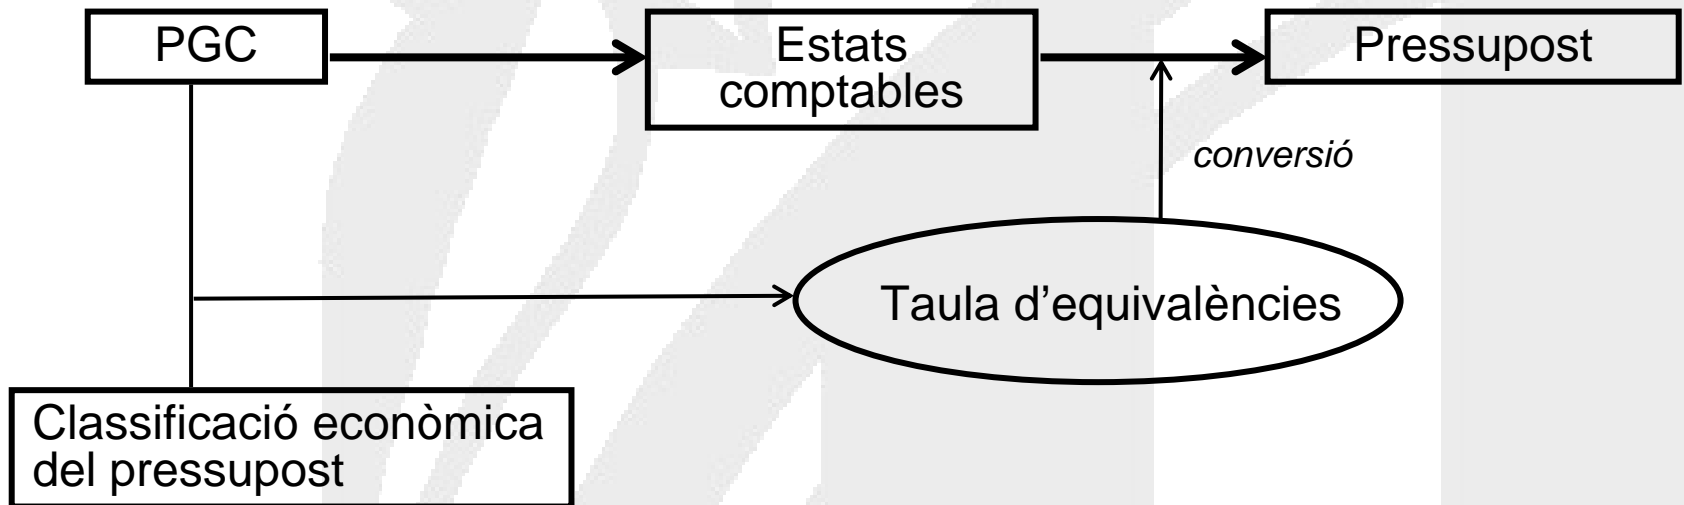 PGC
Estats
comptables
Pressupost
conversió
Taula d’equivalències
Classificació econòmica
del pressupost